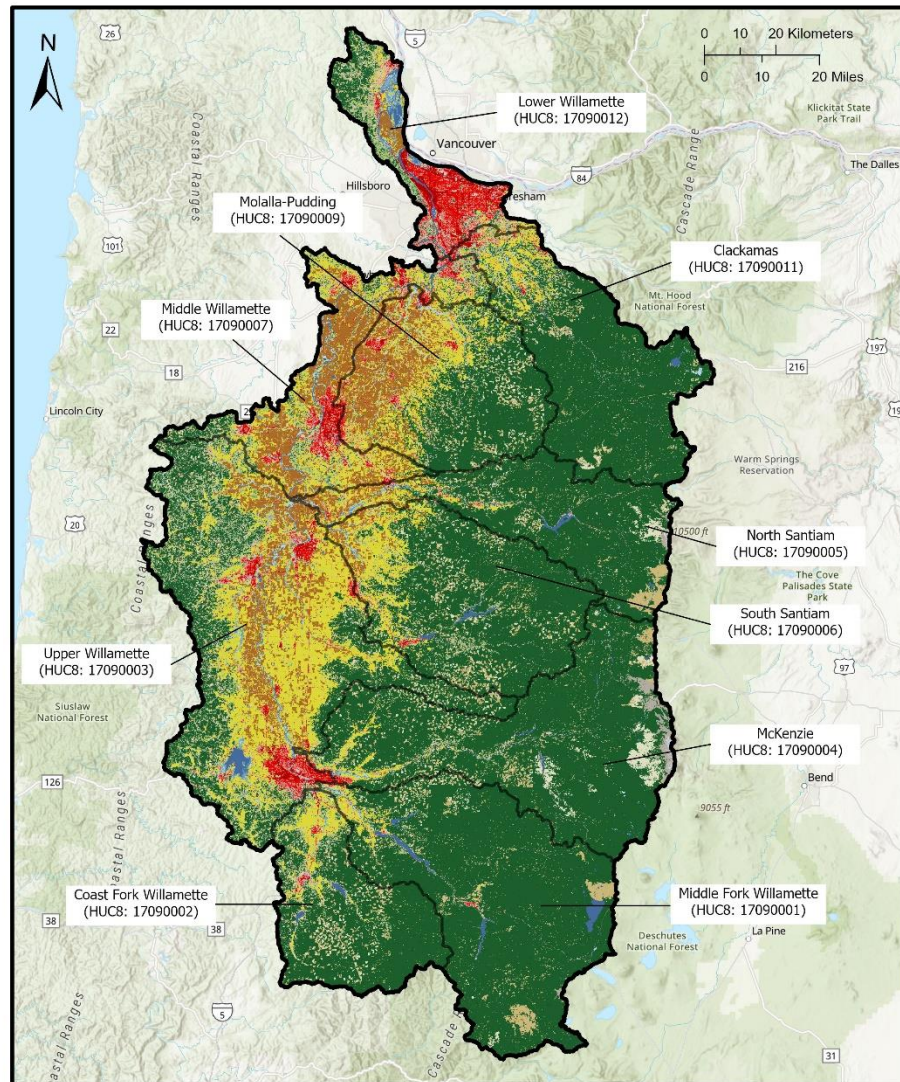 N
0 10 20 Kilometers
0 10 20 Miles
26
5
Klickitat State
Park Trail
Lower Willamette
(HUC8: 17090012)
Vancouver
Coastal Ranges
84
The Dalles
Hillsboro
Cascade Range
Molalla-Pudding
(HUC8: 17090009)
esham
101
Clackamas
(HUC8: 17090011)
Mt. Hood
National Forest
Middle Willamette
(HUC8: 17090007)
22
197
18
216
Lincoln City
Warm Springs
Reservation
20
10500 ft
North Santiam
(HUC8: 17090005)
Coastal Ranges
The Cove
Palisades State
Park
South Santiam
(HUC8: 17090006)
Upper Willamette
(HUC8: 17090003)
97
Siuslaw
National Forest
McKenzie
(HUC8: 17090004)
126
Bend
9055 ft
Coastal Ranges
Coast Fork Willamette
(HUC8: 17090002)
Middle Fork Willamette
(HUC8: 17090001)
38
38
Deschutes
National Forest
La Pine
5
31